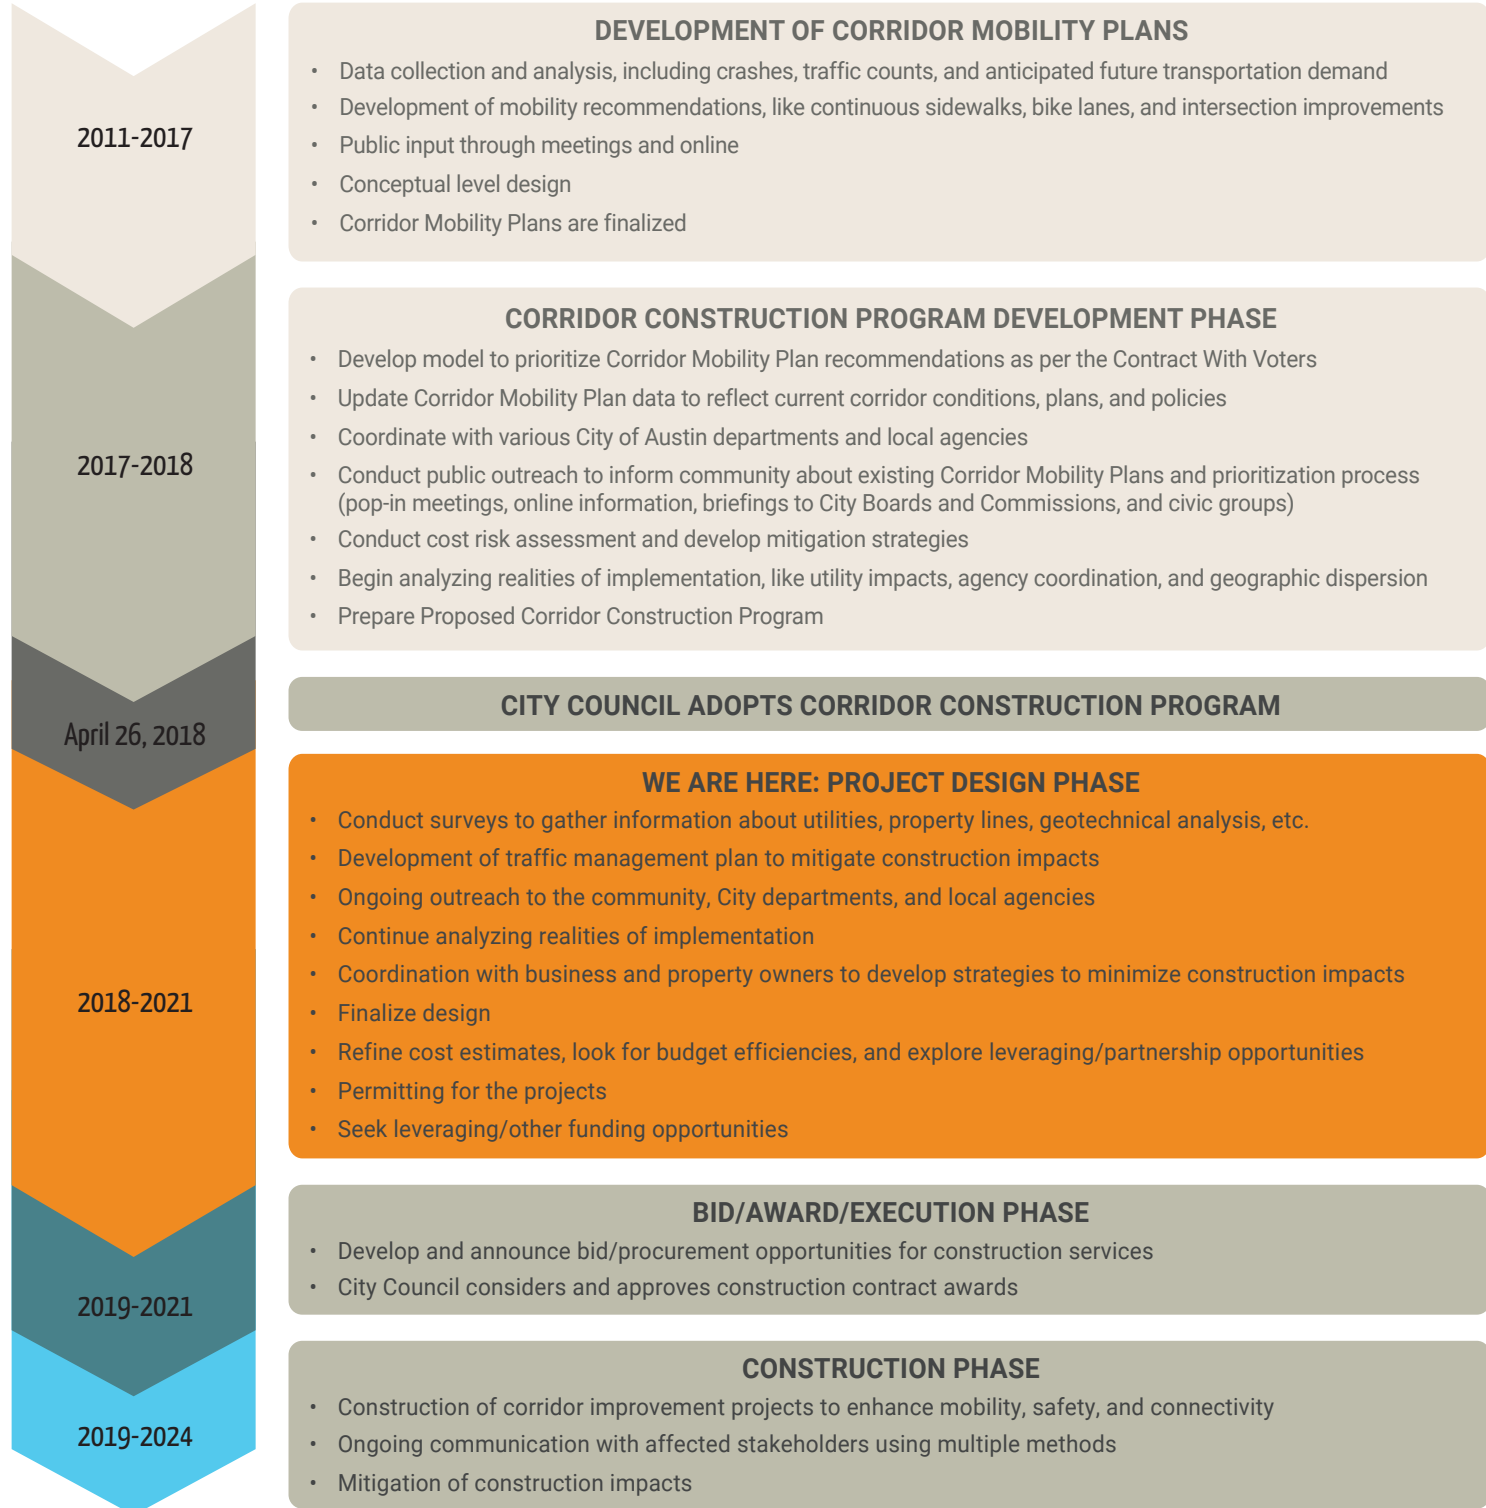 2011-2017
DEVELOPMENT OF CORRIDOR MOBILITY PLANS
• Data collection and analysis, including crashes, traffic counts, and anticipated future transportation demand
• Development of mobility recommendations, like continuous sidewalks, bike lanes, and intersection improvements
• Public input through meetings and online
• Conceptual level design
• Corridor Mobility Plans are finalized
2017-2018
CORRIDOR CONSTRUCTION PROGRAM DEVELOPMENT PHASE
• Develop model to prioritize Corridor Mobility Plan recommendations as per the Contract With Voters
• Update Corridor Mobility Plan data to reflect current corridor conditions, plans, and policies
• Coordinate with various City of Austin departments and local agencies
• Conduct public outreach to inform community about existing Corridor Mobility Plans and prioritization process
(pop-in meetings, online information, briefings to City Boards and Commissions, and civic groups)
• Conduct cost risk assessment and develop mitigation strategies
• Begin analyzing realities of implementation, like utility impacts, agency coordination, and geographic dispersion
• Prepare Proposed Corridor Construction Program
April 26, 2018
CITY COUNCIL ADOPTS CORRIDOR CONSTRUCTION PROGRAM
2018-2021
WE ARE HERE: PROJECT DESIGN PHASE
• Conduct surveys to gather information about utilities, property lines, geotechnical analysis, etc.
• Development of traffic management plan to mitigate construction impacts
• Ongoing outreach to the community, City departments, and local agencies
• Continue analyzing realities of implementation
• Coordination with business and property owners to develop strategies to minimize construction impacts
• Finalize design
• Refine cost estimates, look for budget efficiencies, and explore leveraging/partnership opportunities
• Permitting for the projects
• Seek leveraging/other funding opportunities
2019-2021
BID/AWARD/EXECUTION PHASE
• Develop and announce bid/procurement opportunities for construction services
• City Council considers and approves construction contract awards
2019-2024
CONSTRUCTION PHASE
• Construction of corridor improvement projects to enhance mobility, safety, and connectivity
• Ongoing communication with affected stakeholders using multiple methods
• Mitigation of construction impacts